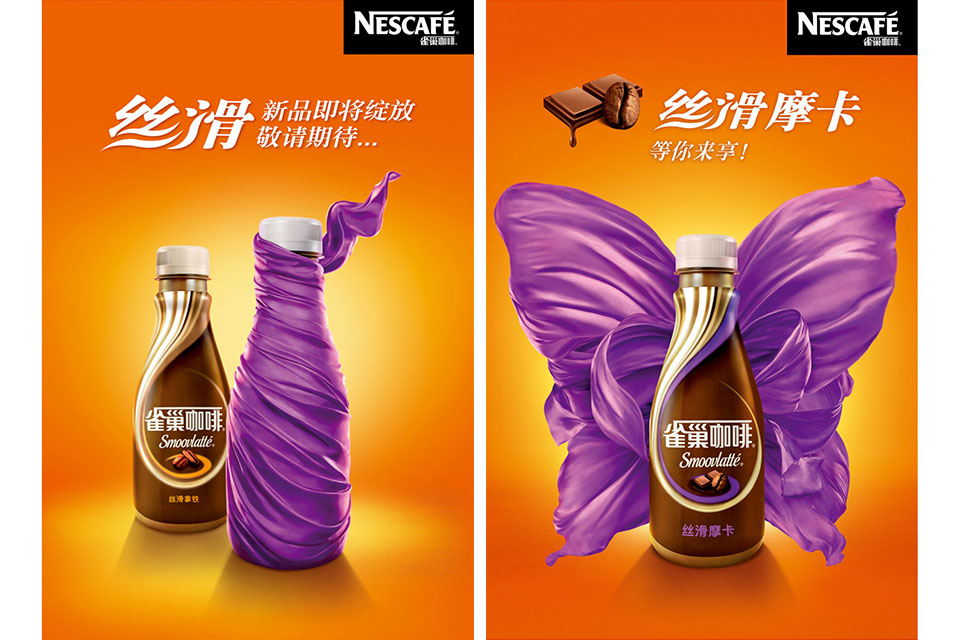 NESCAFÉ®
雀巢咖啡®
丝滑
新品即将绽放
敬请期待...
雀巢咖啡®
Smoovlatté®
丝滑拿铁
NESCAFÉ®
雀巢咖啡®
丝滑摩卡
等你来享!
雀巢咖啡®
Smoovlatté®
丝滑摩卡